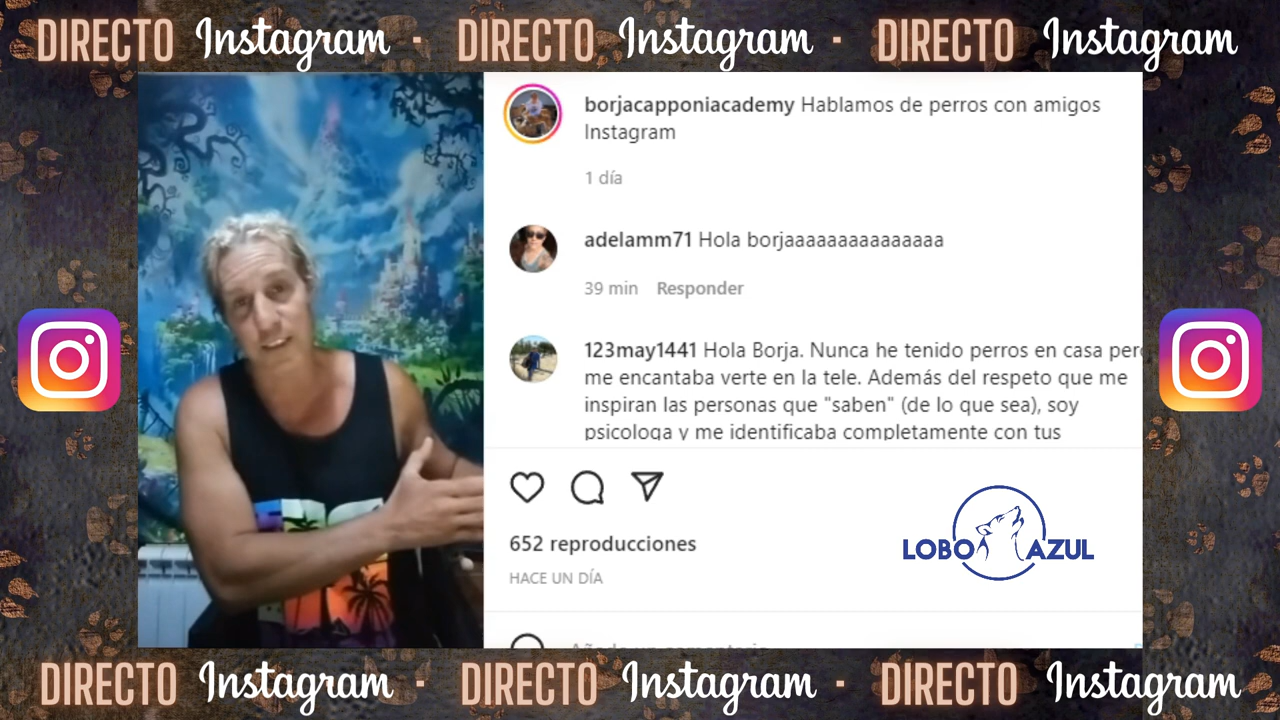 DIRECTO Instagram · DIRECTO Instagram · DIRECTO Instagram
borjacapponiacademy Hablamos de perros con amigos
Instagram
1 día
adelamm71 Hola borjaaaaaaaaaaaaaaa
39 min Responder
123may1441 Hola Borja. Nunca he tenido perros en casa pero
me encantaba verte en la tele. Además del respeto que me
inspiran las personas que "saben" (de lo que sea), soy
psicologa y me identificaba completamente con tus
652 reproducciones
HACE UN DÍA
LOBO AZUL
DIRECTO Instagram · DIRECTO Instagram · DIRECTO Instagram